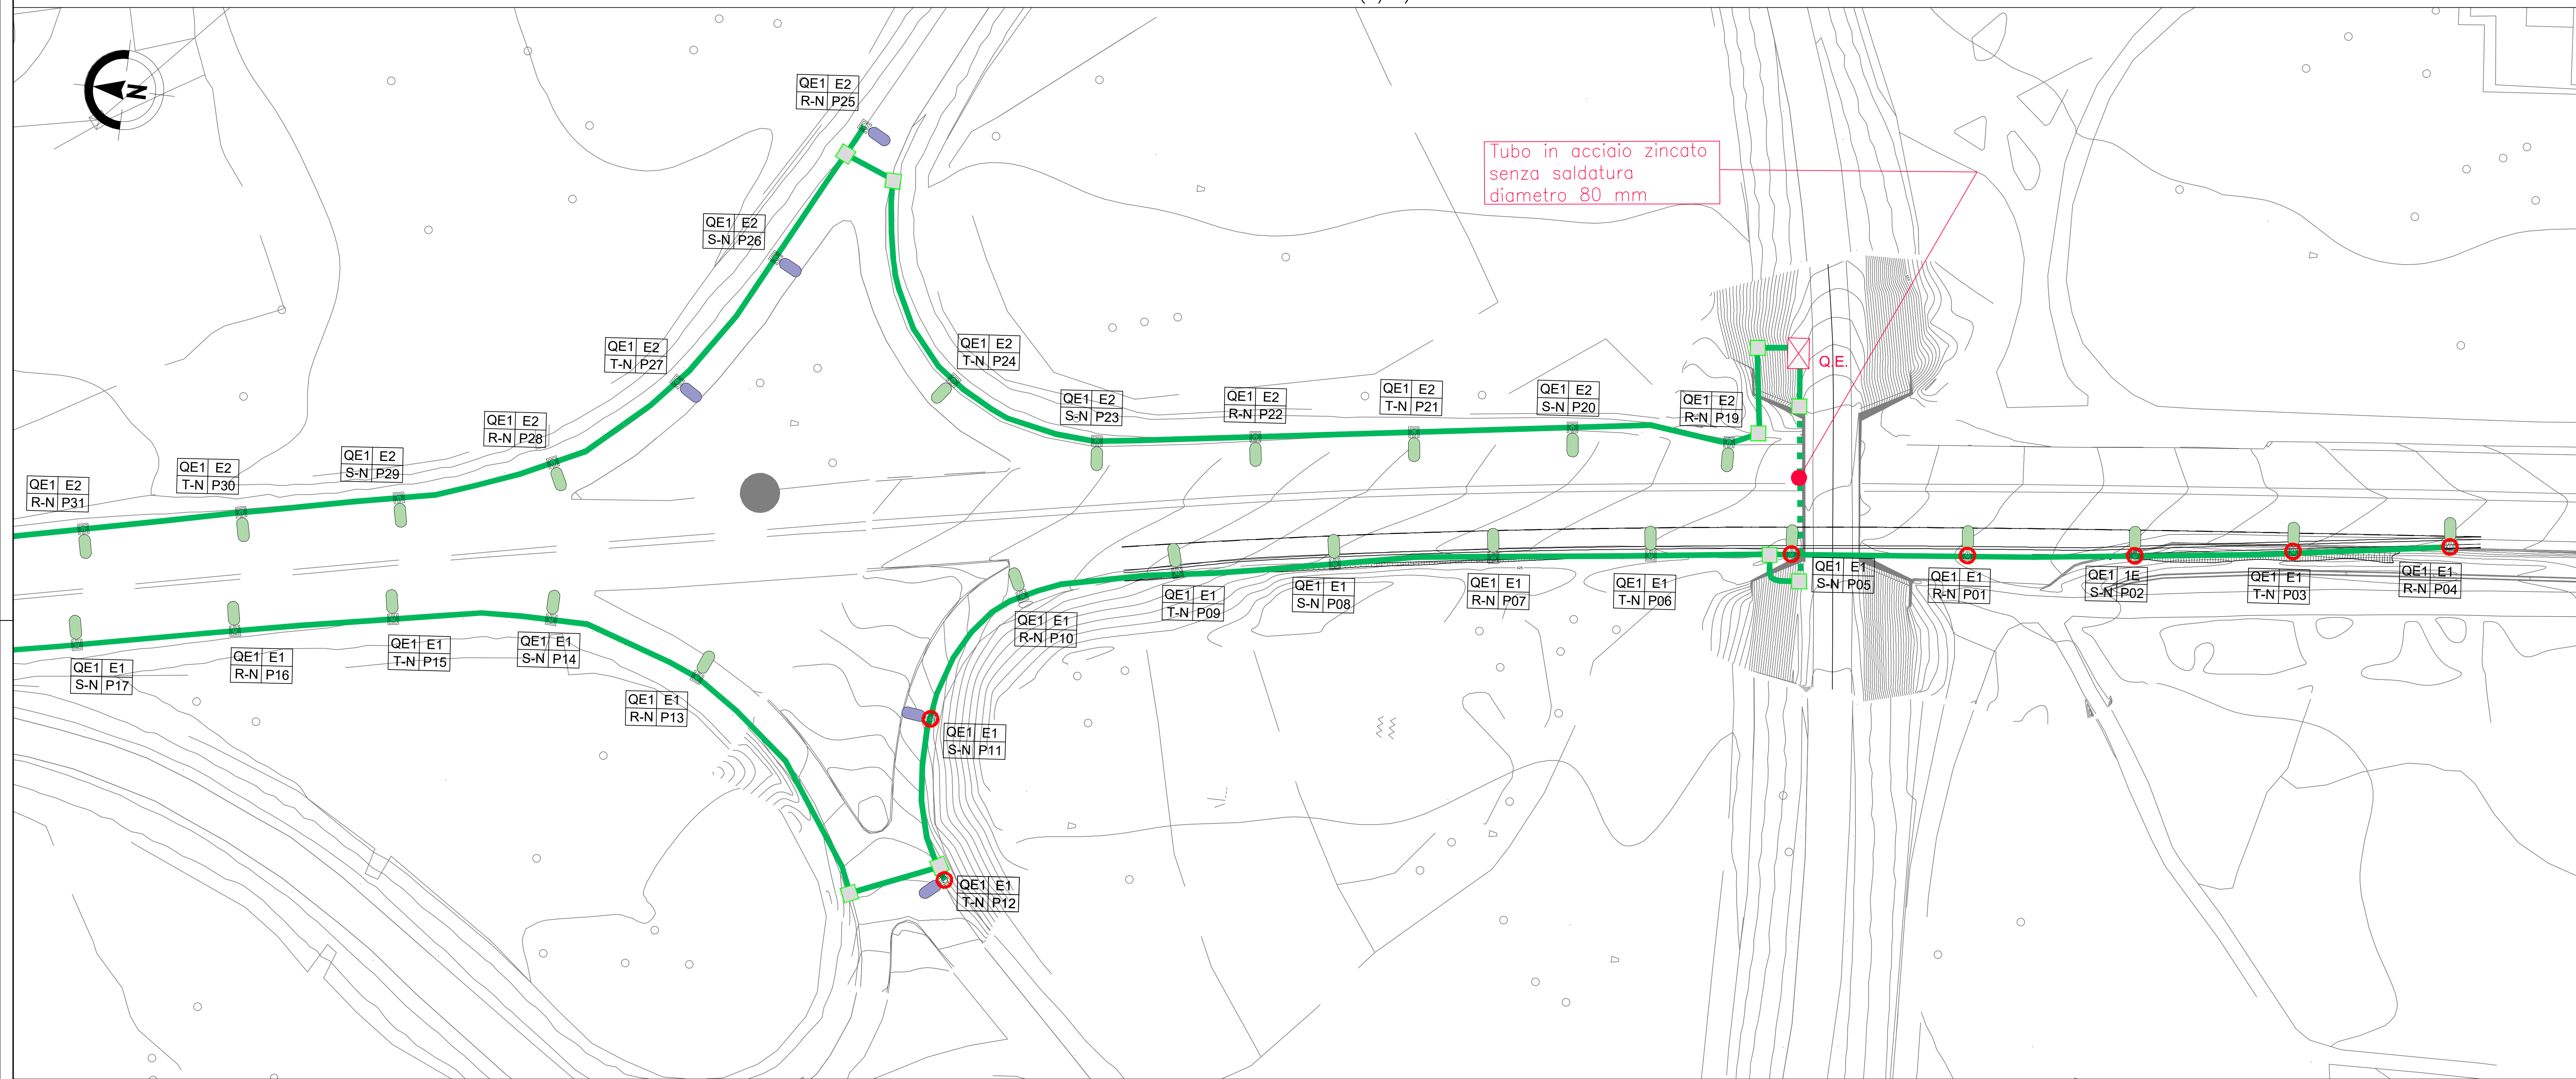 N
QE1 E2
R-N P25
QE1 E2
S-N P26
Tubo in acciaio zincato
senza saldatura
diametro 80 mm
QE1 E2
T-N P27
QE1 E2
T-N P24
Q.E.
QE1 E2
S-N P23
QE1 E2
R-N P22
QE1 E2
T-N P21
QE1 E2
S-N P20
QE1 E2
R-N P19
QE1 E2
R-N P28
QE1 E2
S-N P29
QE1 E2
T-N P30
QE1 E2
R-N P31
QE1 E1
S-N P05
QE1 E1
R-N P01
QE1 1E
S-N P02
QE1 E1
T-N P03
QE1 E1
R-N P04
QE1 E1
T-N P09
QE1 E1
S-N P08
QE1 E1
R-N P07
QE1 E1
T-N P06
QE1 E1
R-N P10
QE1 E1
S-N P17
QE1 E1
R-N P16
QE1 E1
T-N P15
QE1 E1
S-N P14
QE1 E1
R-N P13
QE1 E1
S-N P11
QE1 E1
T-N P12